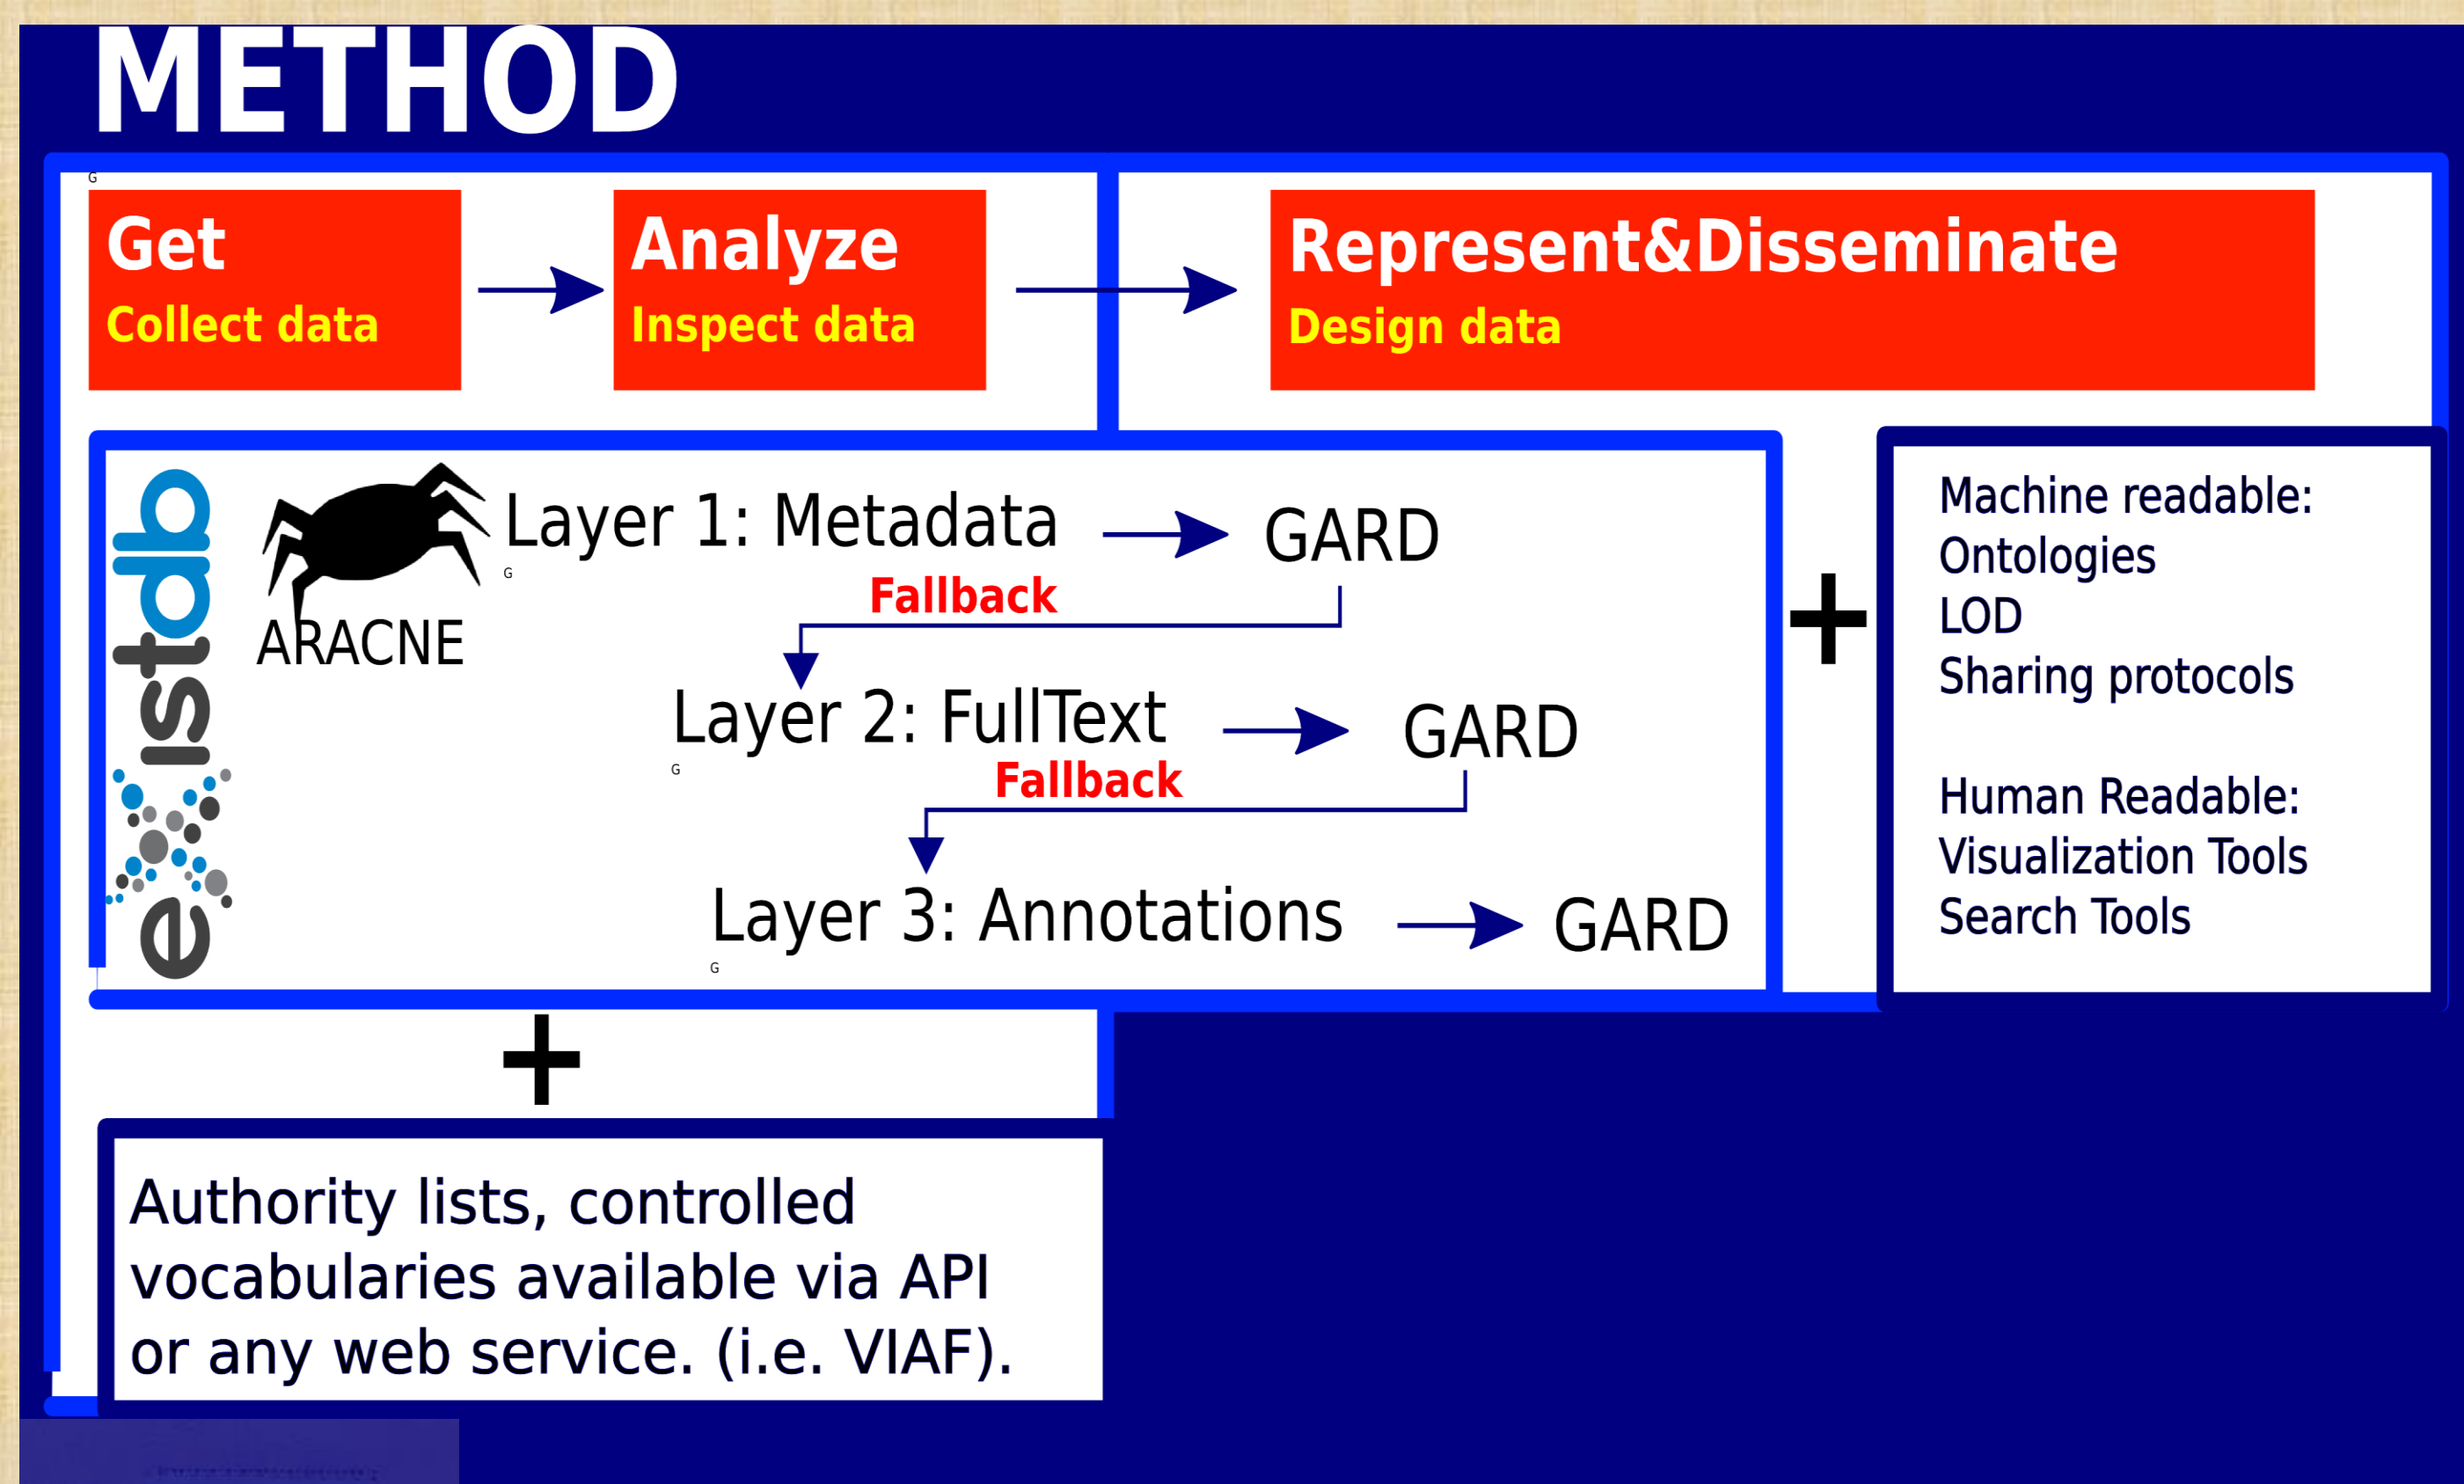 METHOD
G
Get
Collect data
Analyze
Inspect data
Represent&Disseminate
Design data
existdb
ARACNE
Layer 1: Metadata
GARD
G
Fallback
Layer 2: FullText
GARD
G
Fallback
Layer 3: Annotations
GARD
G
+
Machine readable:
Ontologies
LOD
Sharing protocols
Human Readable:
Visualization Tools
Search Tools
+
Authority lists, controlled
vocabularies available via API
or any web service. (i.e. VIAF).